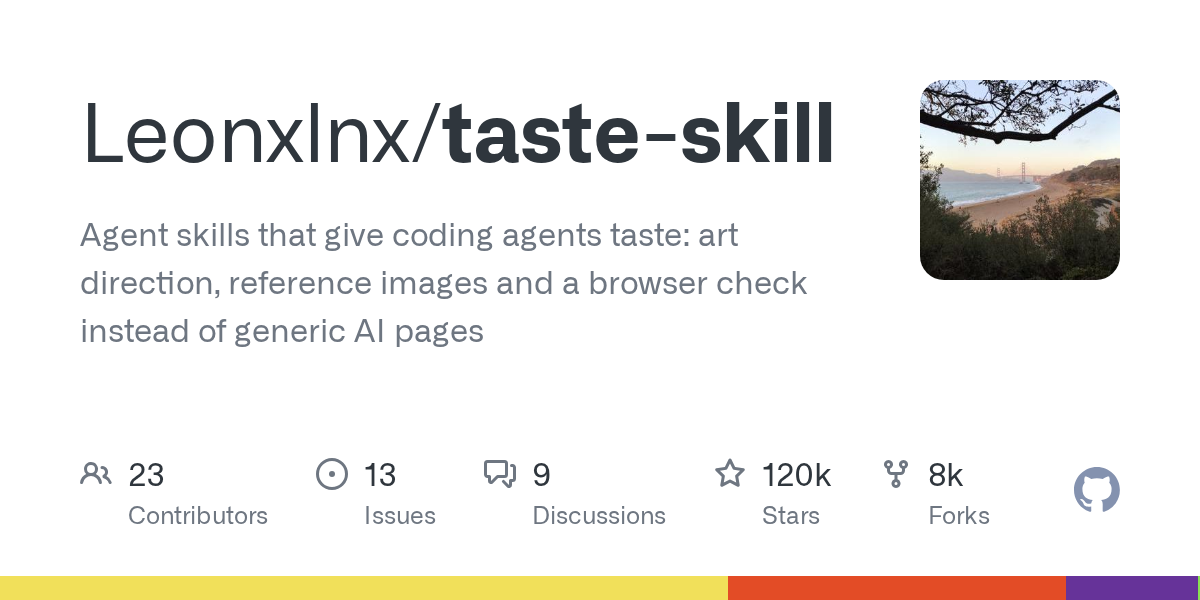 Leonxlnx/taste-skill
Agent skills that give coding agents taste: art
direction, reference images and a browser check
instead of generic AI pages
23
Contributors
13
Issues
9
Discussions
120k
Stars
8k
Forks